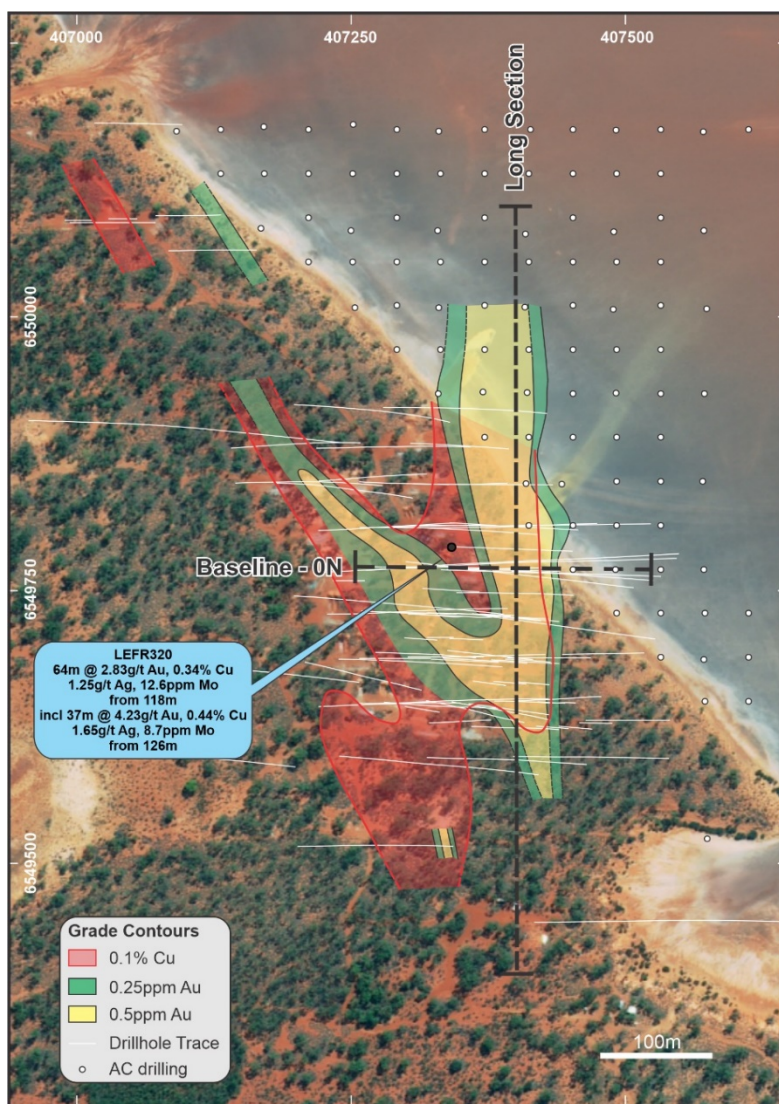 407000
407250
407500
Long Section
6550000
Baseline - 0N
6549750
LEFR320
64m @ 2.83g/t Au, 0.34% Cu
1.25g/t Ag, 12.6ppm Mo
from 118m
incl 37m @ 4.23g/t Au, 0.44% Cu
1.65g/t Ag, 8.7ppm Mo
from 126m
6549500
Grade Contours
0.1% Cu
0.25ppm Au
0.5ppm Au
Drillhole Trace
AC drilling
100m